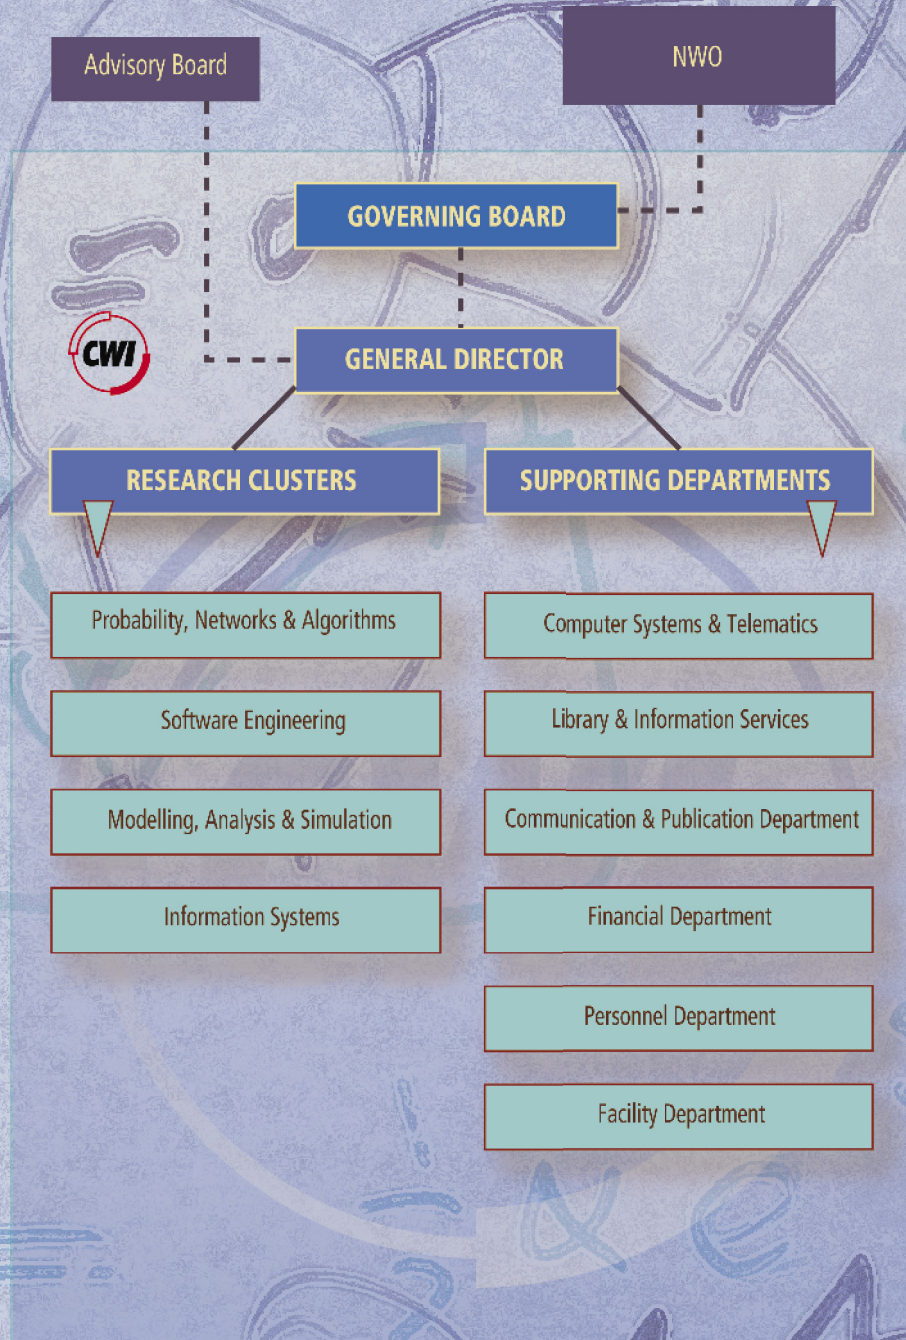 Advisory Board
NWO
GOVERNING BOARD
CWI
GENERAL DIRECTOR
RESEARCH CLUSTERS
SUPPORTING DEPARTMENTS
Probability, Networks & Algorithms
Computer Systems & Telematics
Software Engineering
Library & Information Services
Modelling, Analysis & Simulation
Communication & Publication Department
Information Systems
Financial Department
Personnel Department
Facility Department